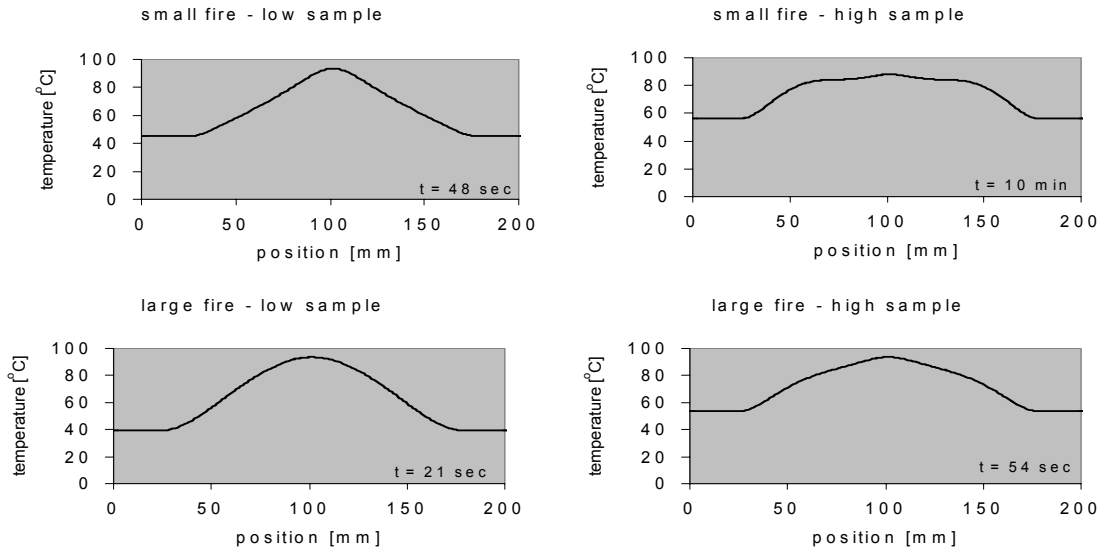 small fire - low sample
temperature [°C]
100
80
60
40
20
0
t = 48 sec
0 50 100 150 200
position [mm]
small fire - high sample
temperature [°C]
100
80
60
40
20
0
t = 10 min
0 50 100 150 200
position [mm]
large fire - low sample
temperature [°C]
100
80
60
40
20
0
t = 21 sec
0 50 100 150 200
position [mm]
large fire - high sample
temperature [°C]
100
80
60
40
20
0
t = 54 sec
0 50 100 150 200
position [mm]